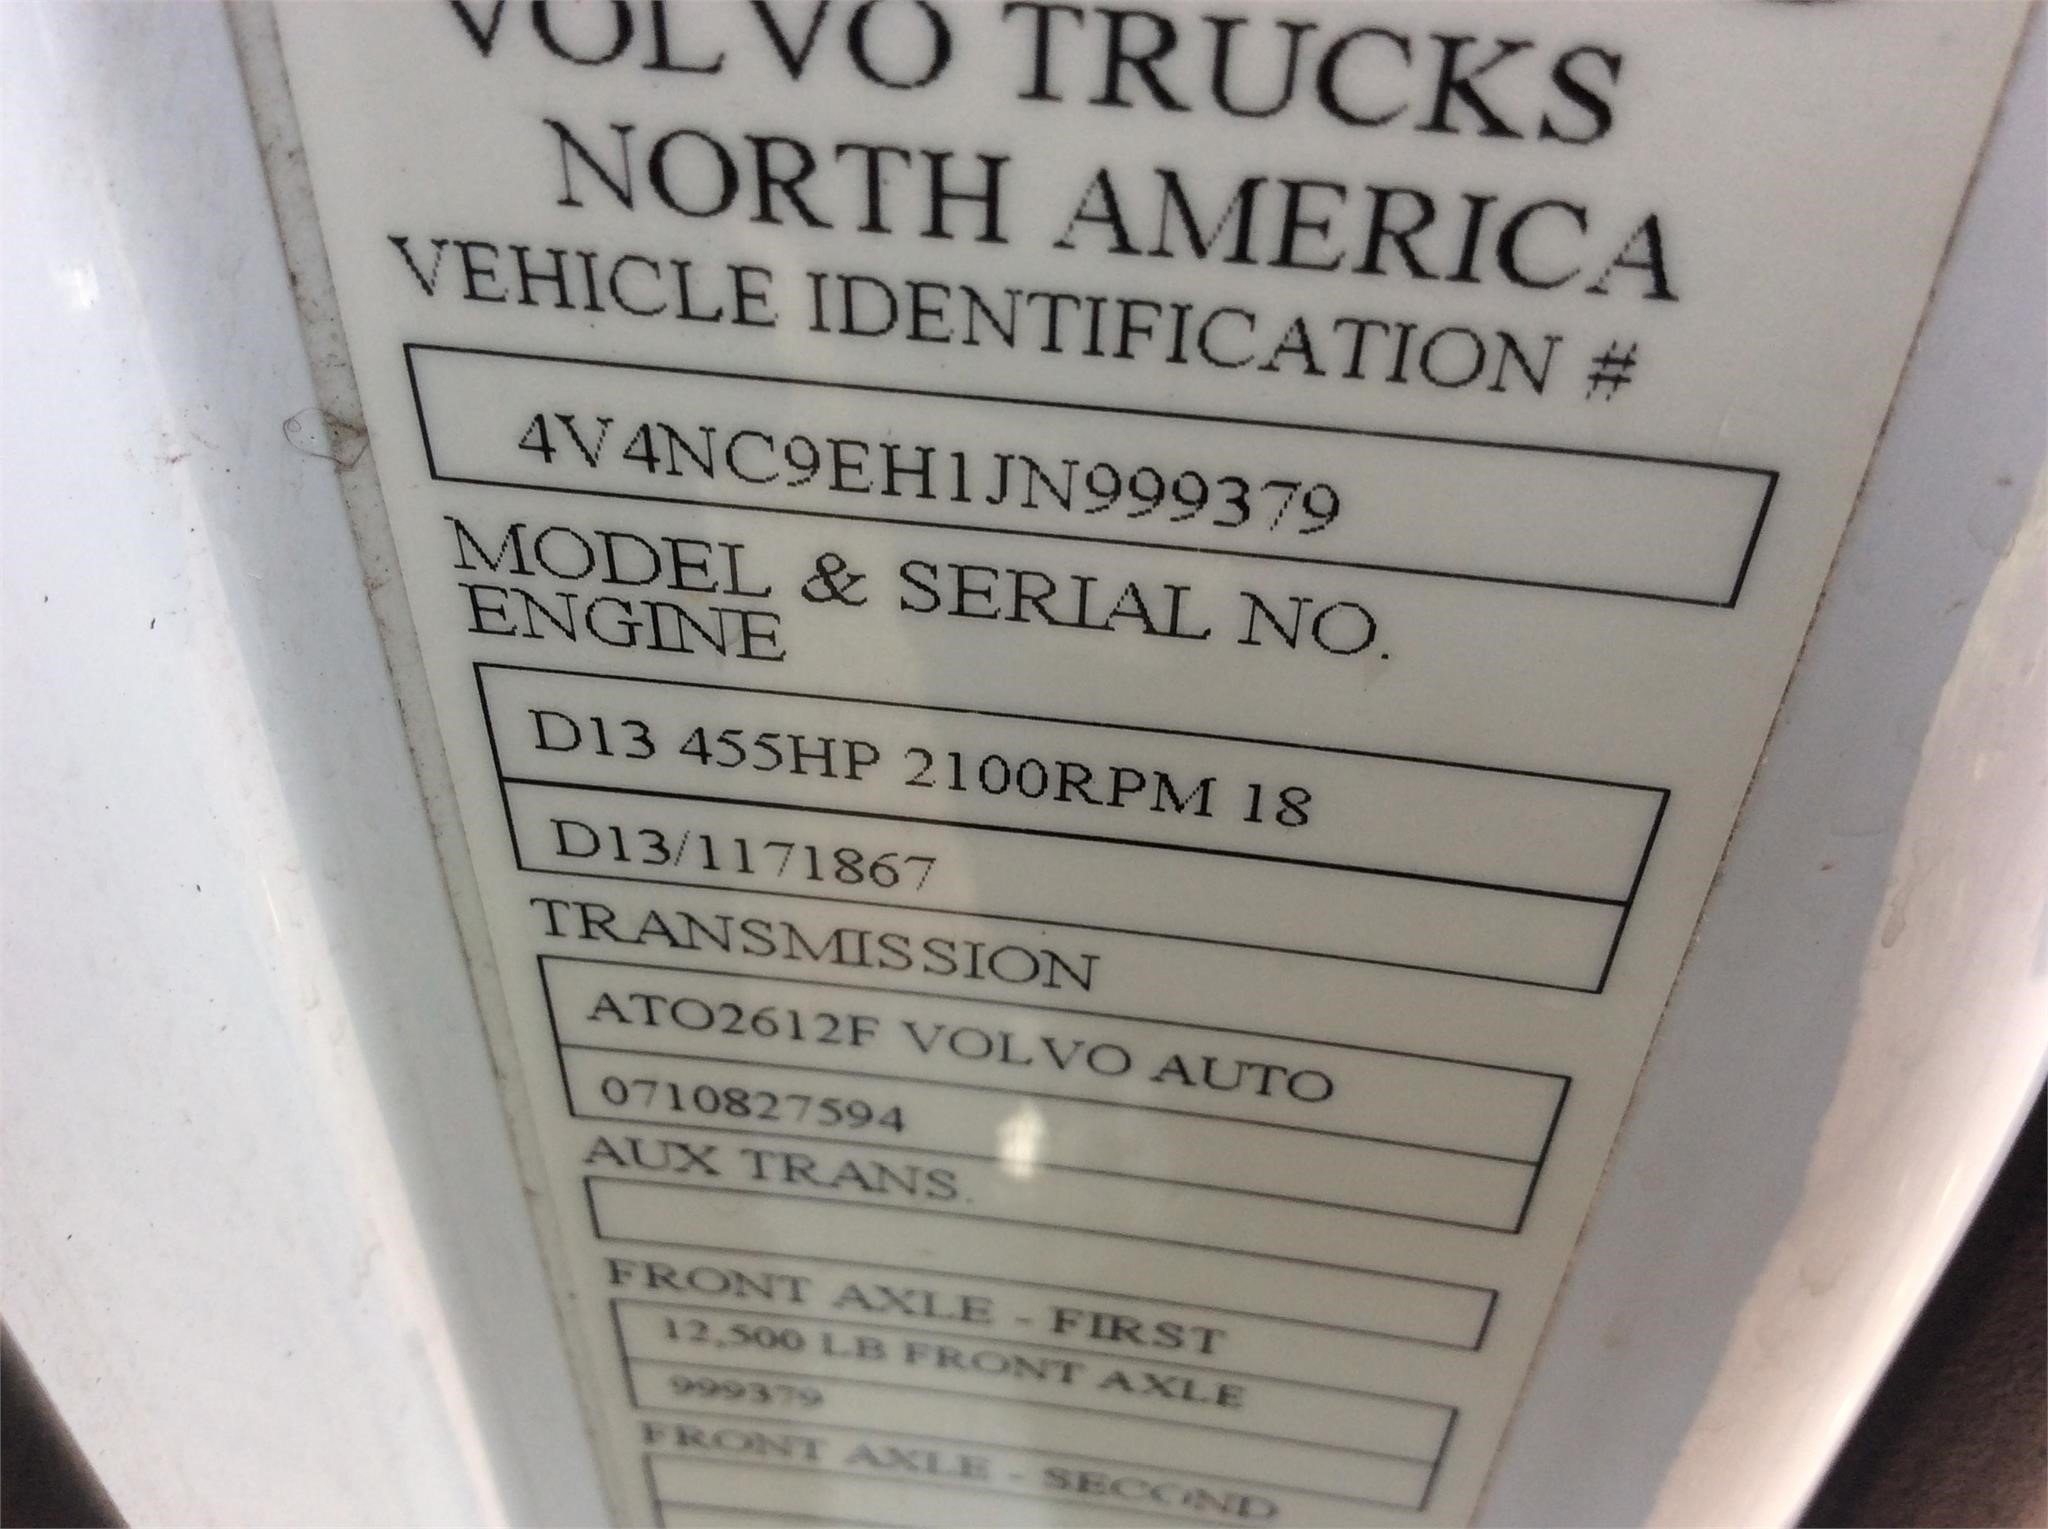 VOLVO TRUCKS
NORTH AMERICA
VEHICLE IDENTIFICATION #
4V4NC9EH1JN999379
MODEL & SERIAL NO.
ENGINE
D13 455HP 2100RPM 18
D13/1171867
TRANSMISSION
ATO2612F VOLVO AUTO
0710827594
AUX TRANS.
FRONT AXLE - FIRST
12,500 LB FRONT AXLE
999379
FRONT AXLE - SECOND